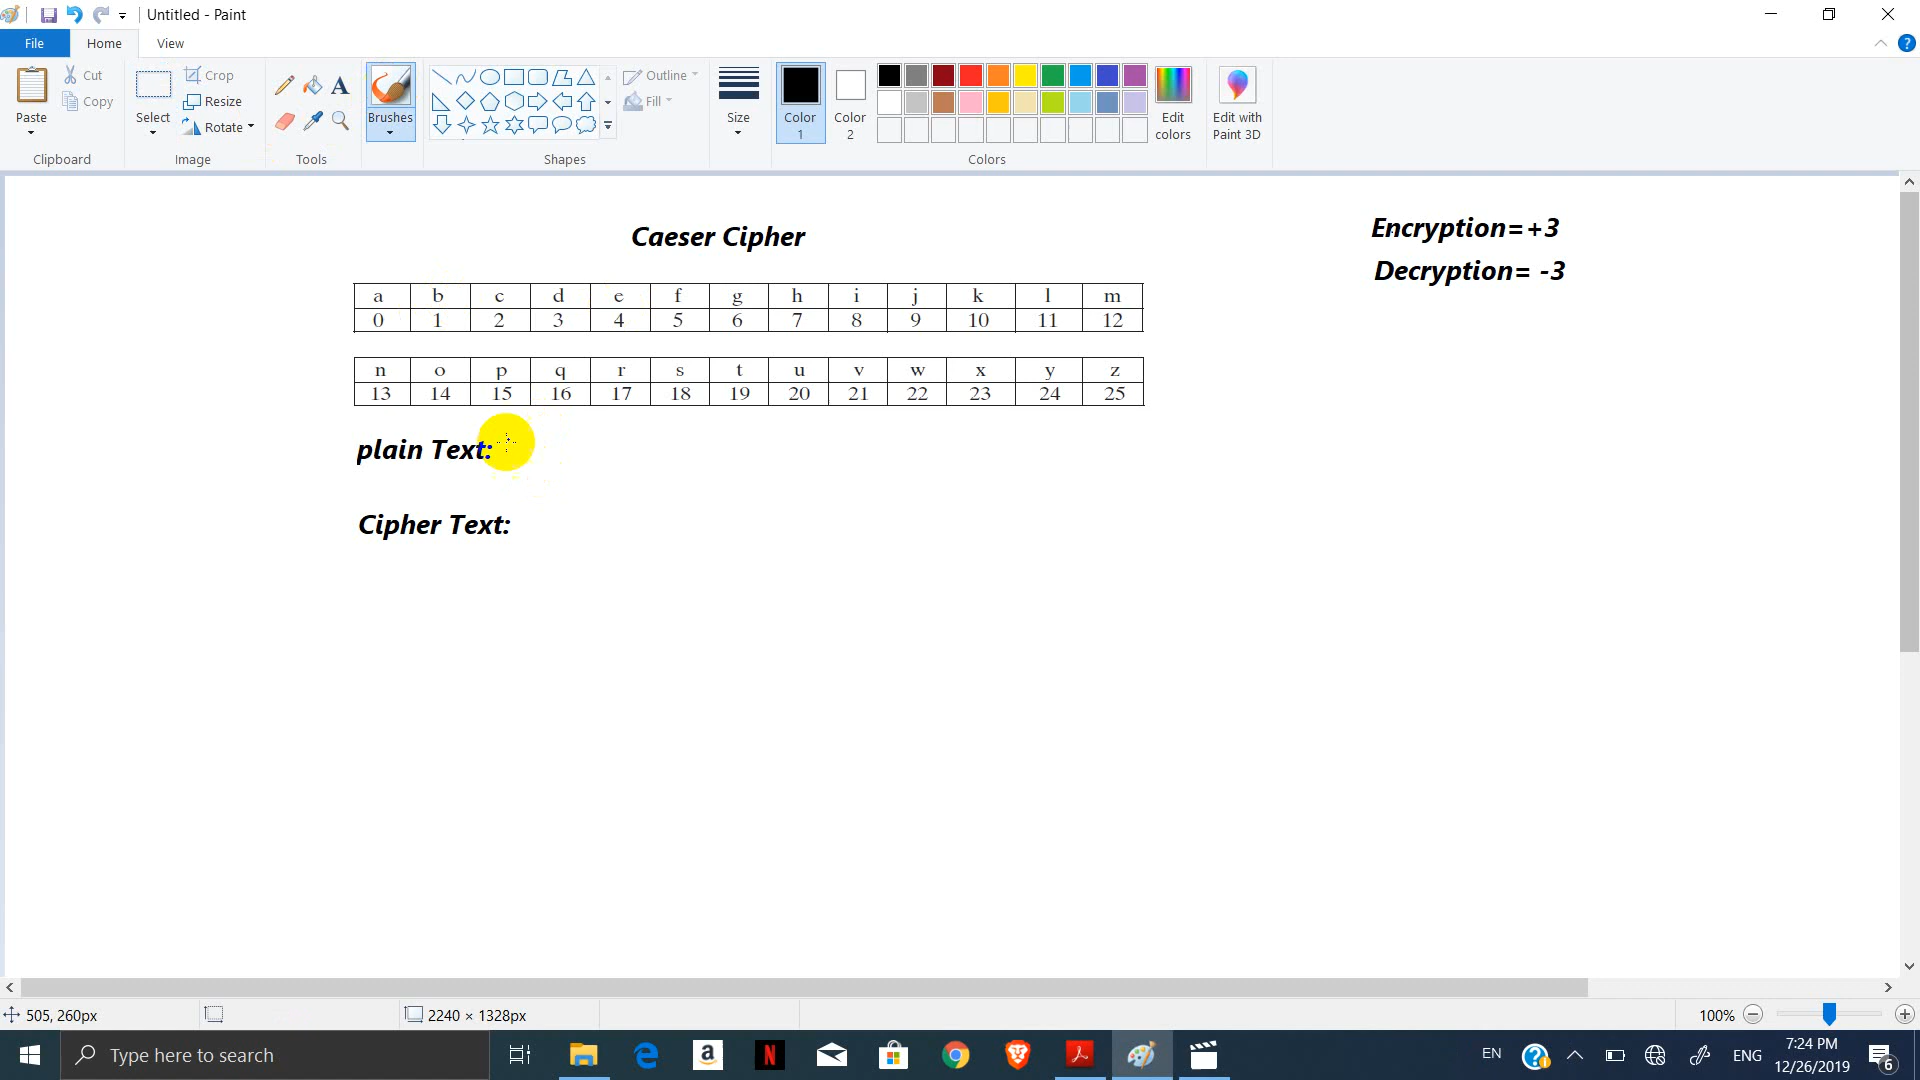 Untitled - Paint
File Home View
Paste
Cut
Copy
Clipboard
Select
Crop
Resize
Rotate
Image
Tools
Brushes
Outline
Fill
Shapes
Size
Color 1
Color 2
Edit colors
Colors
Edit with Paint 3D
Caeser Cipher
Encryption=+3
Decryption= -3
a b c d e f g h i j k l m
0 1 2 3 4 5 6 7 8 9 10 11 12
n o p q r s t u v w x y z
13 14 15 16 17 18 19 20 21 22 23 24 25
plain Text:
Cipher Text:
505, 260px
2240 × 1328px
100%
Type here to search
EN
ENG
7:24 PM
12/26/2019
6